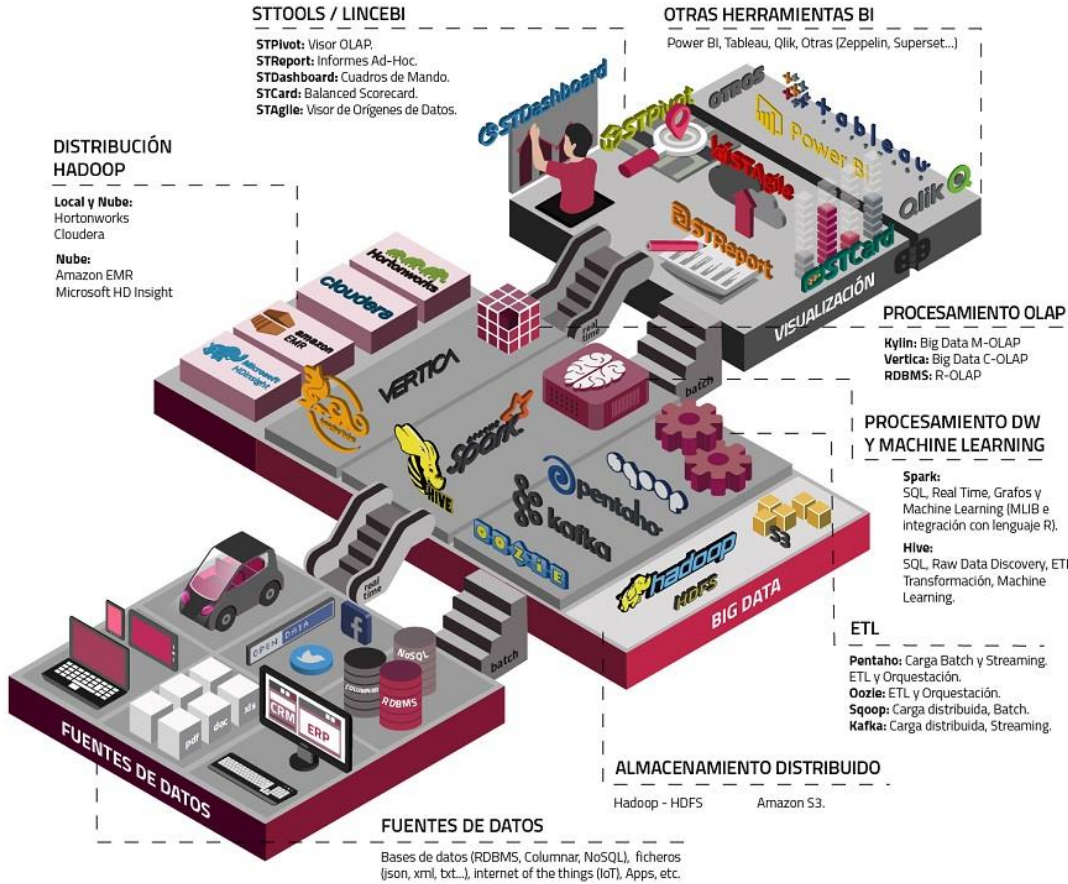 STTOOLS / LINCEBI
STPivot: Visor OLAP.
STReport: Informes Ad-Hoc.
STDashboard: Cuadros de Mando.
STCard: Balanced Scorecard.
STAgile: Visor de Orígenes de Datos.
OTRAS HERRAMIENTAS BI
Power BI, Tableau, Qlik, Otras (Zeppelin, Superset...)
DISTRIBUCIÓN
HADOOP
Local y Nube:
Hortonworks
Cloudera
Nube:
Amazon EMR
Microsoft HD Insight
STDashboard
STPivot
OTROS
+ableau
Power BI
STAgile
Qlik
STReport
STCard
BB
VISUALIZACIÓN
Hortonworks
cloudera
amazon
EMR
Microsoft
HDInsight
real
time
batch
VERTICA
APACHE
Spark
HIVE
sqoop
pentaho
kafka
OOZIE
S3
hadoop
HDFS
BIG DATA
PROCESAMIENTO OLAP
Kylin: Big Data M-OLAP
Vertica: Big Data C-OLAP
RDBMS: R-OLAP
PROCESAMIENTO DW
Y MACHINE LEARNING
Spark:
SQL, Real Time, Grafos y
Machine Learning (MLIB e
integración con lenguaje R).
Hive:
SQL, Raw Data Discovery, ETL
Transformación, Machine
Learning.
ETL
Pentaho: Carga Batch y Streaming.
ETL y Orquestación.
Oozie: ETL y Orquestación.
Sqoop: Carga distribuida, Batch.
Kafka: Carga distribuida, Streaming.
real
time
batch
OPEN DATA
f
NoSQL
COLUMNAR
RDBMS
CRM
ERP
pdf
doc
xls
FUENTES DE DATOS
ALMACENAMIENTO DISTRIBUIDO
Hadoop - HDFS
Amazon S3.
FUENTES DE DATOS
Bases de datos (RDBMS, Columnar, NoSQL), ficheros
(json, xml, txt...), internet of the things (IoT), Apps, etc.